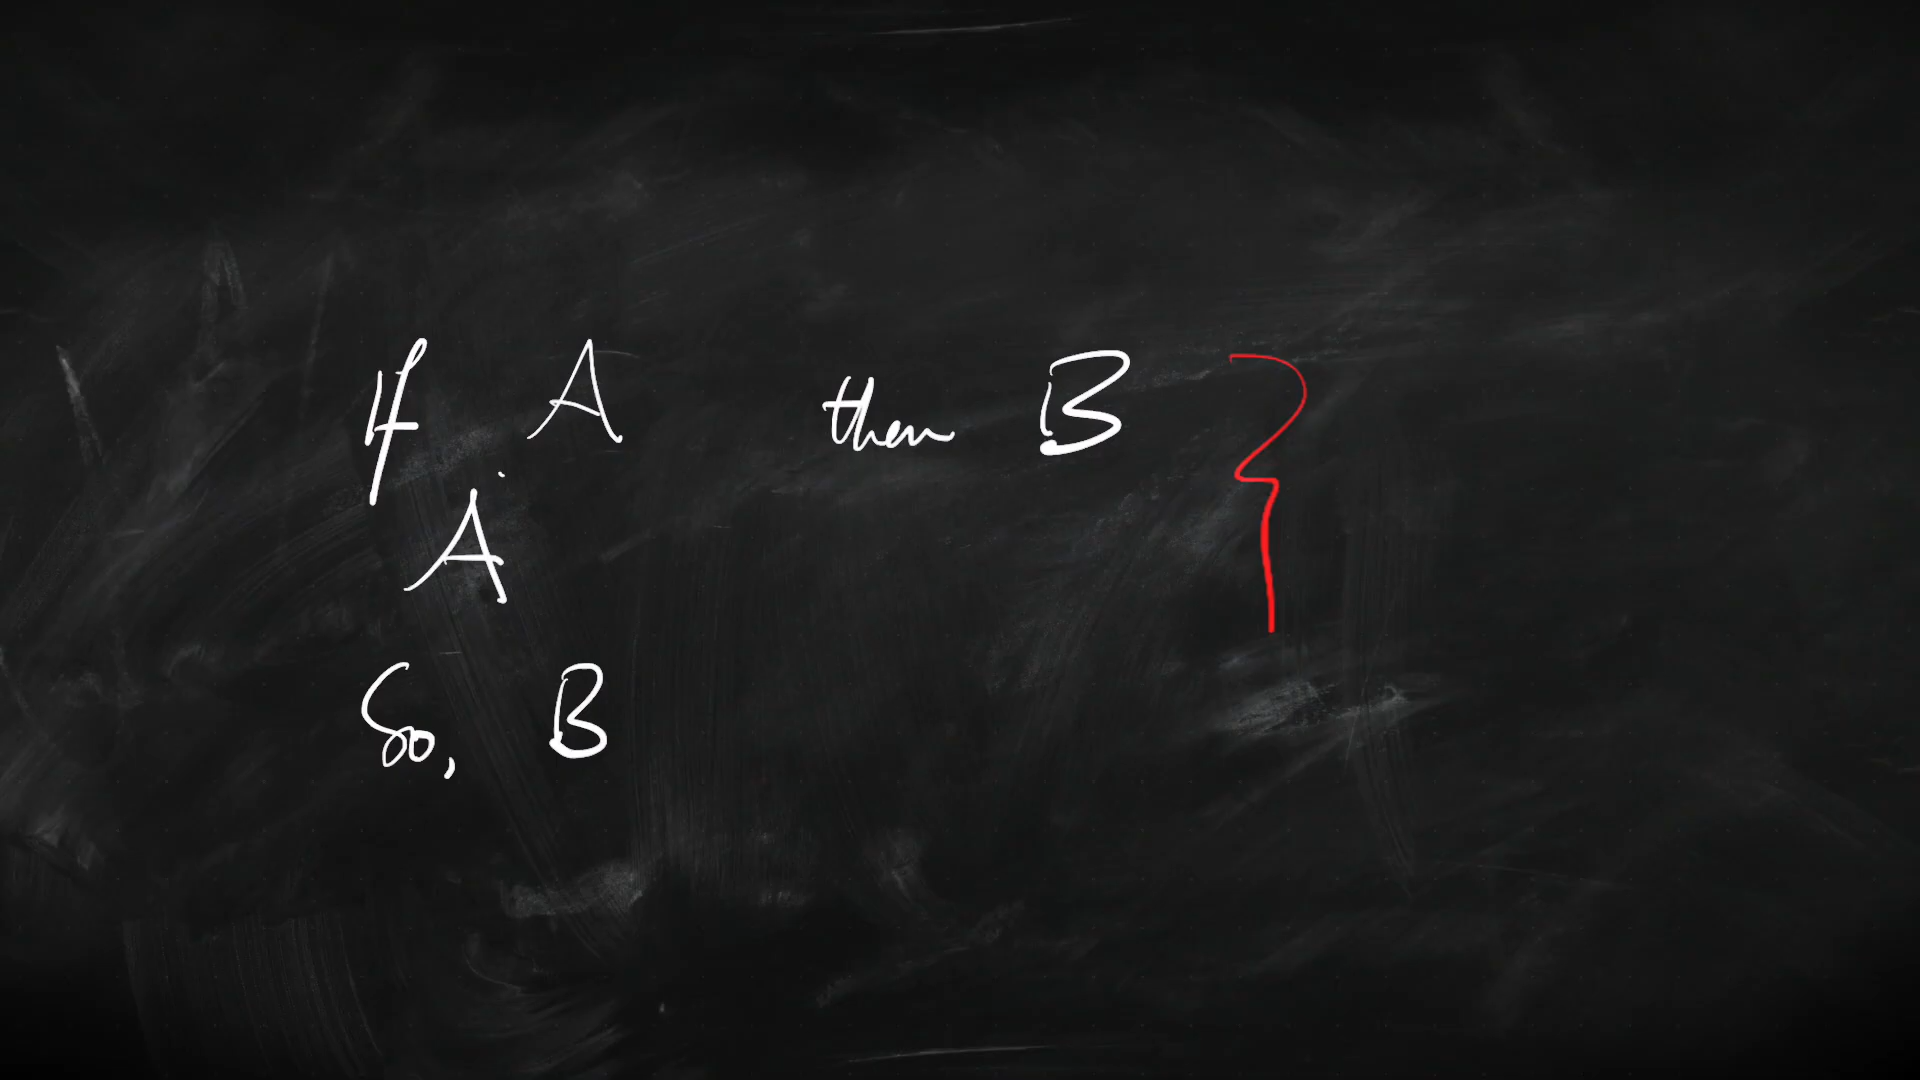 If A then B
A
So, B